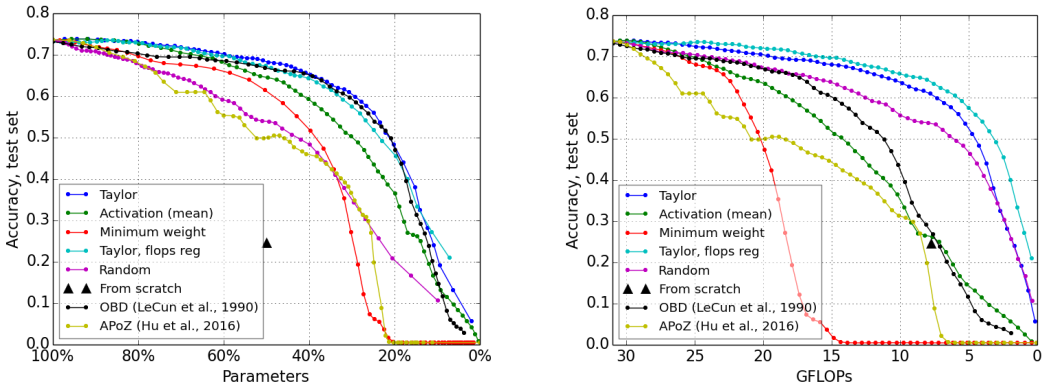 0.8
0.7
0.6
0.5
0.4
0.3
0.2
0.1
0.0
Accuracy, test set
Taylor
Activation (mean)
Minimum weight
Taylor, flops reg
Random
From scratch
OBD (LeCun et al., 1990)
APoZ (Hu et al., 2016)
100% 80% 60% 40% 20% 0%
Parameters
0.8
0.7
0.6
0.5
0.4
0.3
0.2
0.1
0.0
Accuracy, test set
Taylor
Activation (mean)
Minimum weight
Taylor, flops reg
Random
From scratch
OBD (LeCun et al., 1990)
APoZ (Hu et al., 2016)
30 25 20 15 10 5 0
GFLOPs